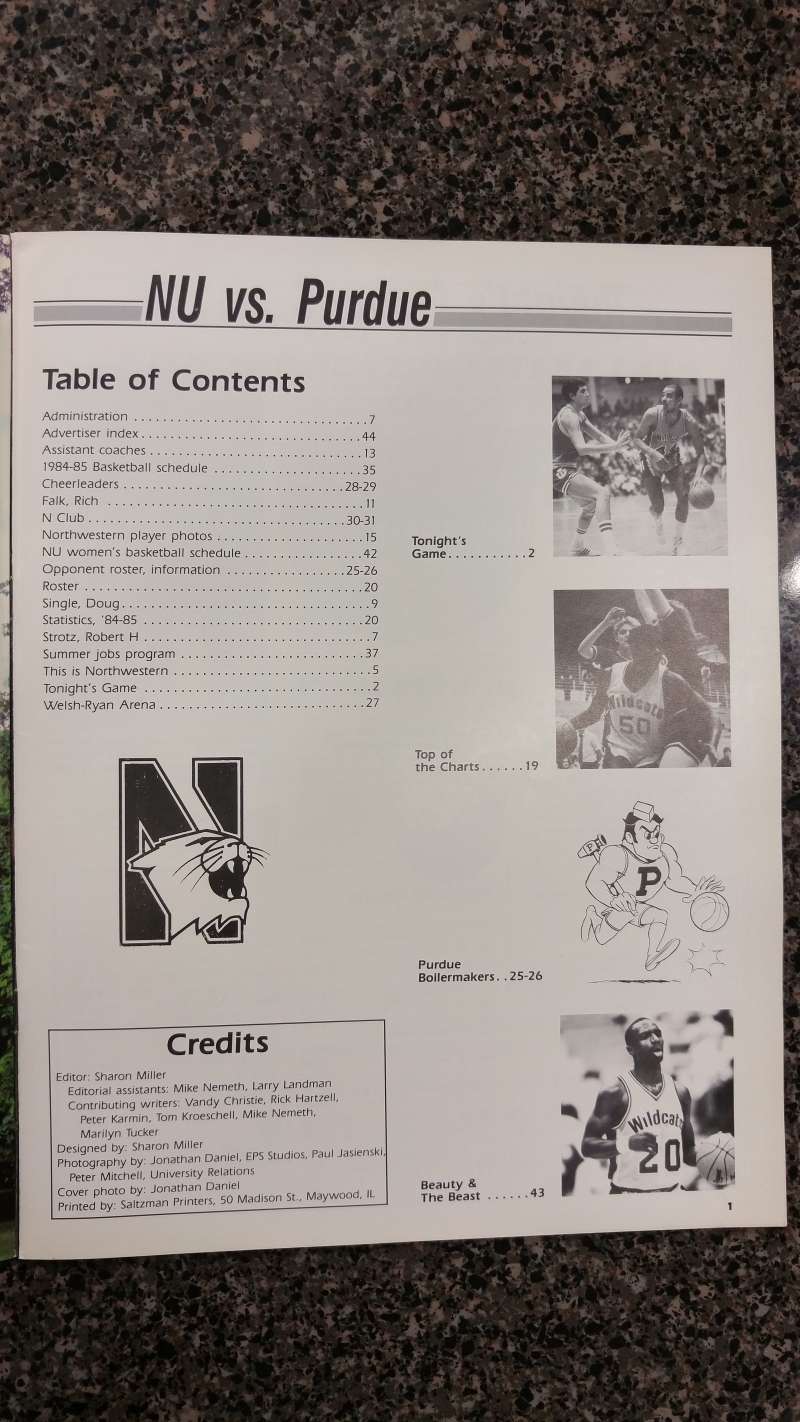 NU vs. Purdue
Table of Contents
Administration . . . . . . . . . . . . . . . . . . . . . . . . . . . . . . . . 7
Advertiser index . . . . . . . . . . . . . . . . . . . . . . . . . . . . . . 44
Assistant coaches . . . . . . . . . . . . . . . . . . . . . . . . . . . . . 13
1984-85 Basketball schedule . . . . . . . . . . . . . . . . . . . . 35
Cheerleaders . . . . . . . . . . . . . . . . . . . . . . . . . . . . . . 28-29
Falk, Rich . . . . . . . . . . . . . . . . . . . . . . . . . . . . . . . . . . . 11
N Club . . . . . . . . . . . . . . . . . . . . . . . . . . . . . . . . . . . 30-31
Northwestern player photos . . . . . . . . . . . . . . . . . . . . 15
NU women's basketball schedule . . . . . . . . . . . . . . . . 42
Opponent roster, information . . . . . . . . . . . . . . . . 25-26
Roster . . . . . . . . . . . . . . . . . . . . . . . . . . . . . . . . . . . . . . 20
Single, Doug . . . . . . . . . . . . . . . . . . . . . . . . . . . . . . . . . . 9
Statistics, '84-85 . . . . . . . . . . . . . . . . . . . . . . . . . . . . . . 20
Strotz, Robert H . . . . . . . . . . . . . . . . . . . . . . . . . . . . . . . 7
Summer jobs program . . . . . . . . . . . . . . . . . . . . . . . . . 37
This is Northwestern . . . . . . . . . . . . . . . . . . . . . . . . . . . 5
Tonight's Game . . . . . . . . . . . . . . . . . . . . . . . . . . . . . . . 2
Welsh-Ryan Arena . . . . . . . . . . . . . . . . . . . . . . . . . . . . 27
Tonight's
Game . . . . . . . . . . . 2
Wildcats
50
Top of
the Charts . . . . . . 19
N
P
P
Purdue
Boilermakers . . 25-26
Wildcats
20
Beauty &
The Beast . . . . . . 43
Credits
Editor: Sharon Miller
Editorial assistants: Mike Nemeth, Larry Landman
Contributing writers: Vandy Christie, Rick Hartzell,
Peter Karmin, Tom Kroeschell, Mike Nemeth,
Marilyn Tucker
Designed by: Sharon Miller
Photography by: Jonathan Daniel, EPS Studios, Paul Jasienski,
Peter Mitchell, University Relations
Cover photo by: Jonathan Daniel
Printed by: Saltzman Printers, 50 Madison St., Maywood, IL
1